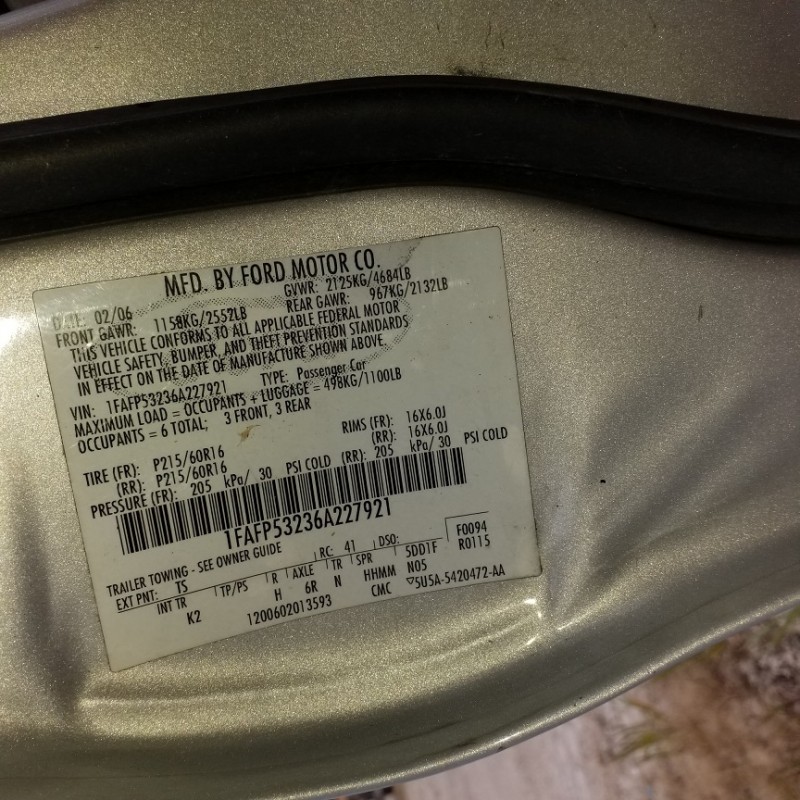 MFD. BY FORD MOTOR CO.
DATE: 02/06 GVWR: 2125KG/4684LB
FRONT GAWR: 1158KG/2552LB REAR GAWR: 967KG/2132LB
THIS VEHICLE CONFORMS TO ALL APPLICABLE FEDERAL MOTOR
VEHICLE SAFETY, BUMPER, AND THEFT PREVENTION STANDARDS
IN EFFECT ON THE DATE OF MANUFACTURE SHOWN ABOVE.
VIN: 1FAFP53236A227921 TYPE: Passenger Car
MAXIMUM LOAD = OCCUPANTS + LUGGAGE = 498KG/1100LB
OCCUPANTS = 6 TOTAL; 3 FRONT, 3 REAR
TIRE (FR): P215/60R16 RIMS (FR): 16X6.0J
(RR): P215/60R16 (RR): 16X6.0J
PRESSURE (FR): 205 kPa/ 30 PSI COLD (RR): 205 kPa/ 30 PSI COLD
1FAFP53236A227921
TRAILER TOWING - SEE OWNER GUIDE F0094
EXT PNT: TS RC: 41 DSO: R0115
INT TR TP/PS R AXLE TR SPR 5DD1F
K2 H 6R N HHMM N05
1200602013593 CMC ▽5U5A-5420472-AA